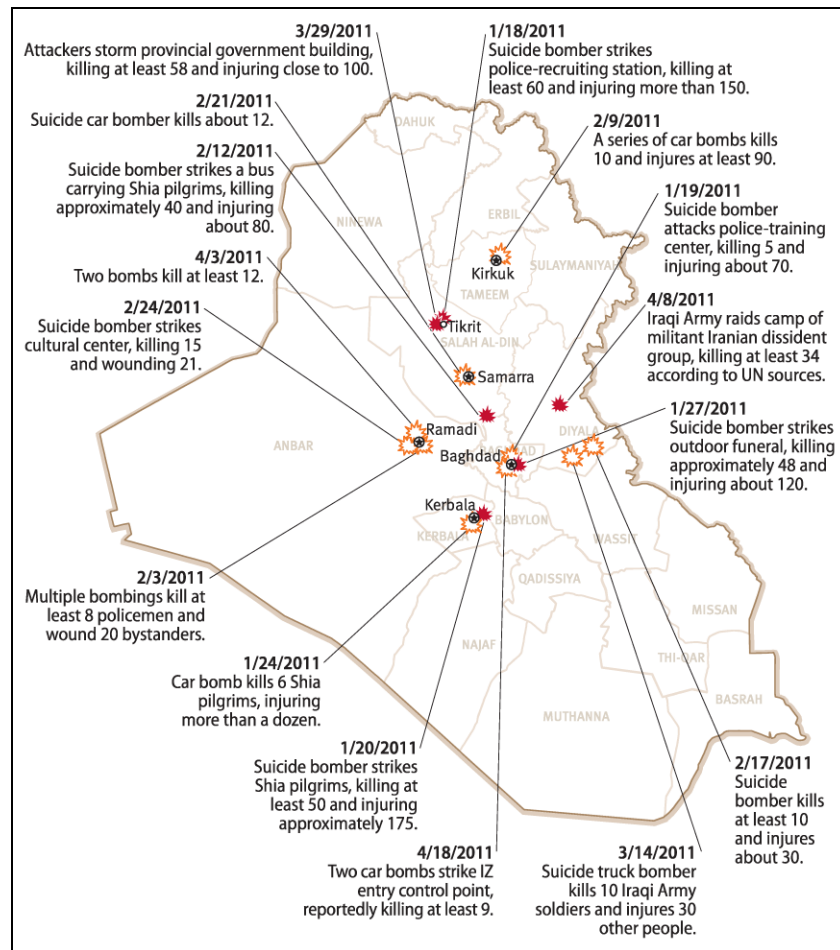 3/29/2011
Attackers storm provincial government building,
killing at least 58 and injuring close to 100.
1/18/2011
Suicide bomber strikes
police-recruiting station, killing at
least 60 and injuring more than 150.
2/21/2011
Suicide car bomber kills about 12.
2/9/2011
A series of car bombs kills
10 and injures at least 90.
2/12/2011
Suicide bomber strikes a bus
carrying Shia pilgrims, killing
approximately 40 and injuring
about 80.
1/19/2011
Suicide bomber
attacks police-training
center, killing 5 and
injuring about 70.
4/3/2011
Two bombs kill at least 12.
2/24/2011
Suicide bomber strikes
cultural center, killing 15
and wounding 21.
4/8/2011
Iraqi Army raids camp of
militant Iranian dissident
group, killing at least 34
according to UN sources.
1/27/2011
Suicide bomber strikes
outdoor funeral, killing
approximately 48 and
injuring about 120.
DAHUK
NINEWA
ERBIL
SULAYMANIYAH
Kirkuk
TAMEEM
Tikrit
SALAH AL-DIN
Samarra
DIYALA
Ramadi
ANBAR
BAGHDAD
Baghdad
Kerbala
BABYLON
KERBALA
WASSIT
QADISSIYA
MISSAN
NAJAF
THI-QAR
BASRAH
MUTHANNA
2/3/2011
Multiple bombings kill at
least 8 policemen and
wound 20 bystanders.
1/24/2011
Car bomb kills 6 Shia
pilgrims, injuring
more than a dozen.
1/20/2011
Suicide bomber strikes
Shia pilgrims, killing at
least 50 and injuring
approximately 175.
4/18/2011
Two car bombs strike IZ
entry control point,
reportedly killing at least 9.
3/14/2011
Suicide truck bomber
kills 10 Iraqi Army
soldiers and injures 30
other people.
2/17/2011
Suicide
bomber kills
at least 10
and injures
about 30.